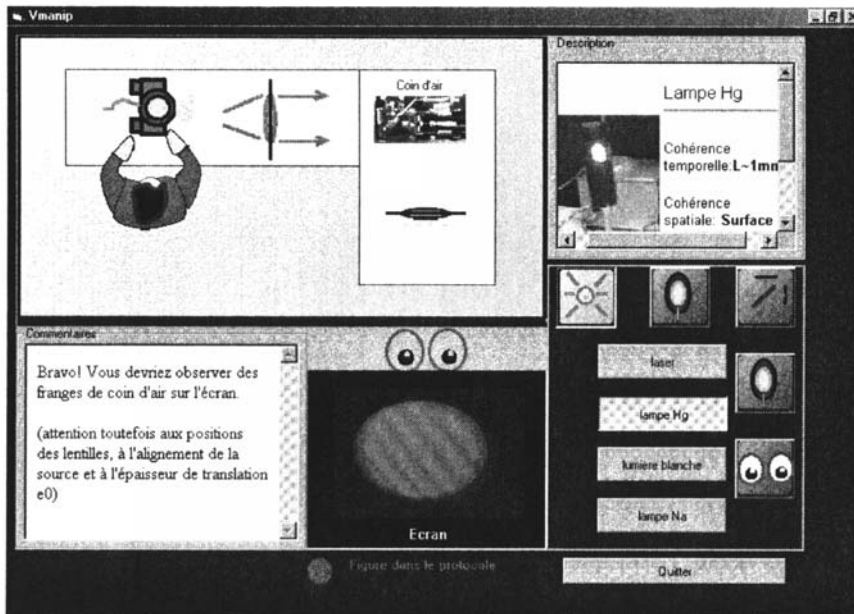 Vmanip
Coin d'air
Description
Lampe Hg
Cohérence
temporelle:L~1mn
Cohérence
spatiale: Surface
Commentaires
Bravo! Vous devriez observer des
franges de coin d'air sur l'écran.
(attention toutefois aux positions
des lentilles, à l'alignement de la
source et à l'épaisseur de translation
e0)
Ecran
laser
lampe Hg
lumière blanche
lampe Na
Figure dans le protocole
Quitter